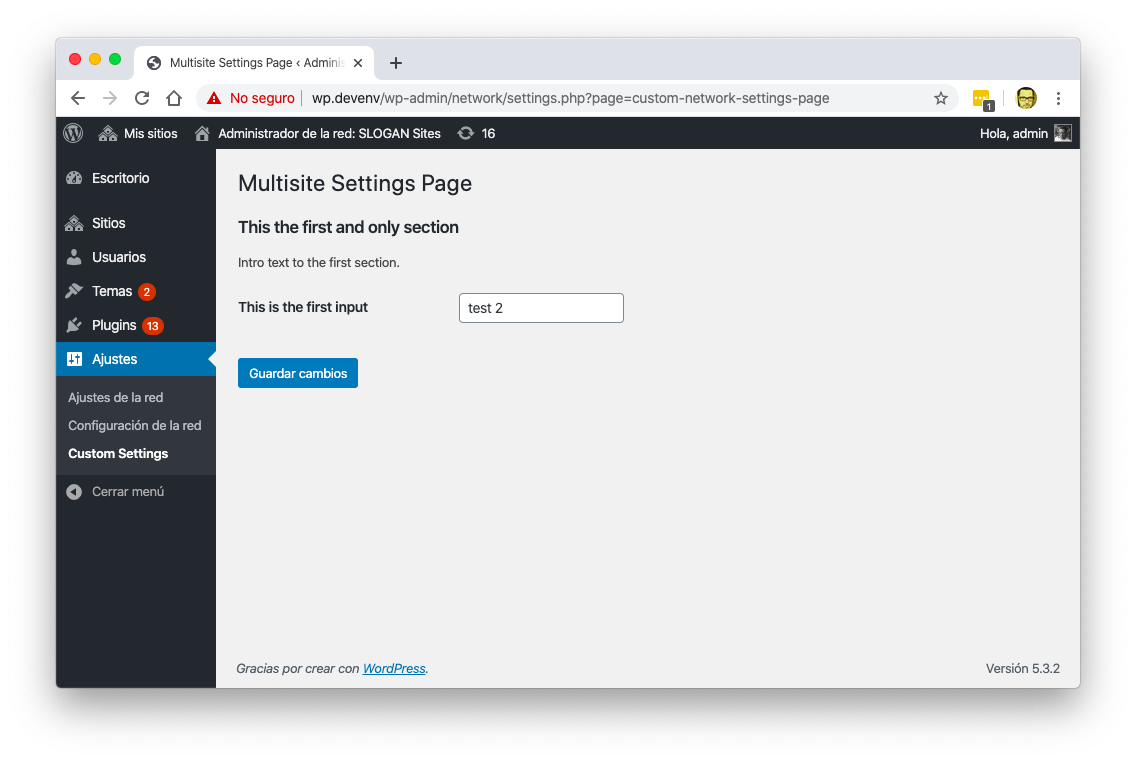 Multisite Settings Page ‹ Adminis
No seguro
wp.devenv/wp-admin/network/settings.php?page=custom-network-settings-page
1
Mis sitios
Administrador de la red: SLOGAN Sites
16
Hola, admin
Escritorio
Sitios
Usuarios
Temas 2
Plugins 13
Ajustes
Ajustes de la red
Configuración de la red
Custom Settings
Cerrar menú
Multisite Settings Page
This the first and only section
Intro text to the first section.
This is the first input
test 2
Guardar cambios
Gracias por crear con WordPress.
Versión 5.3.2